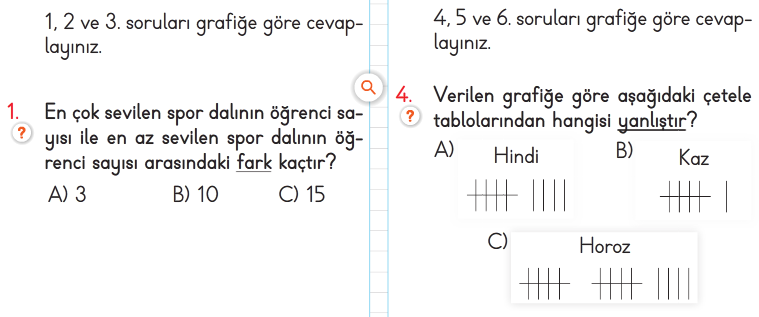 1, 2 ve 3. soruları grafiğe göre cevap-
layınız.
1. En çok sevilen spor dalının öğrenci sa-
? yısı ile en az sevilen spor dalının öğ-
renci sayısı arasındaki fark kaçtır?
A) 3 B) 10 C) 15
4, 5 ve 6. soruları grafiğe göre cevap-
layınız.
4. Verilen grafiğe göre aşağıdaki çetele
? tablolarından hangisi yanlıştır?
A) Hindi B) Kaz
C) Horoz